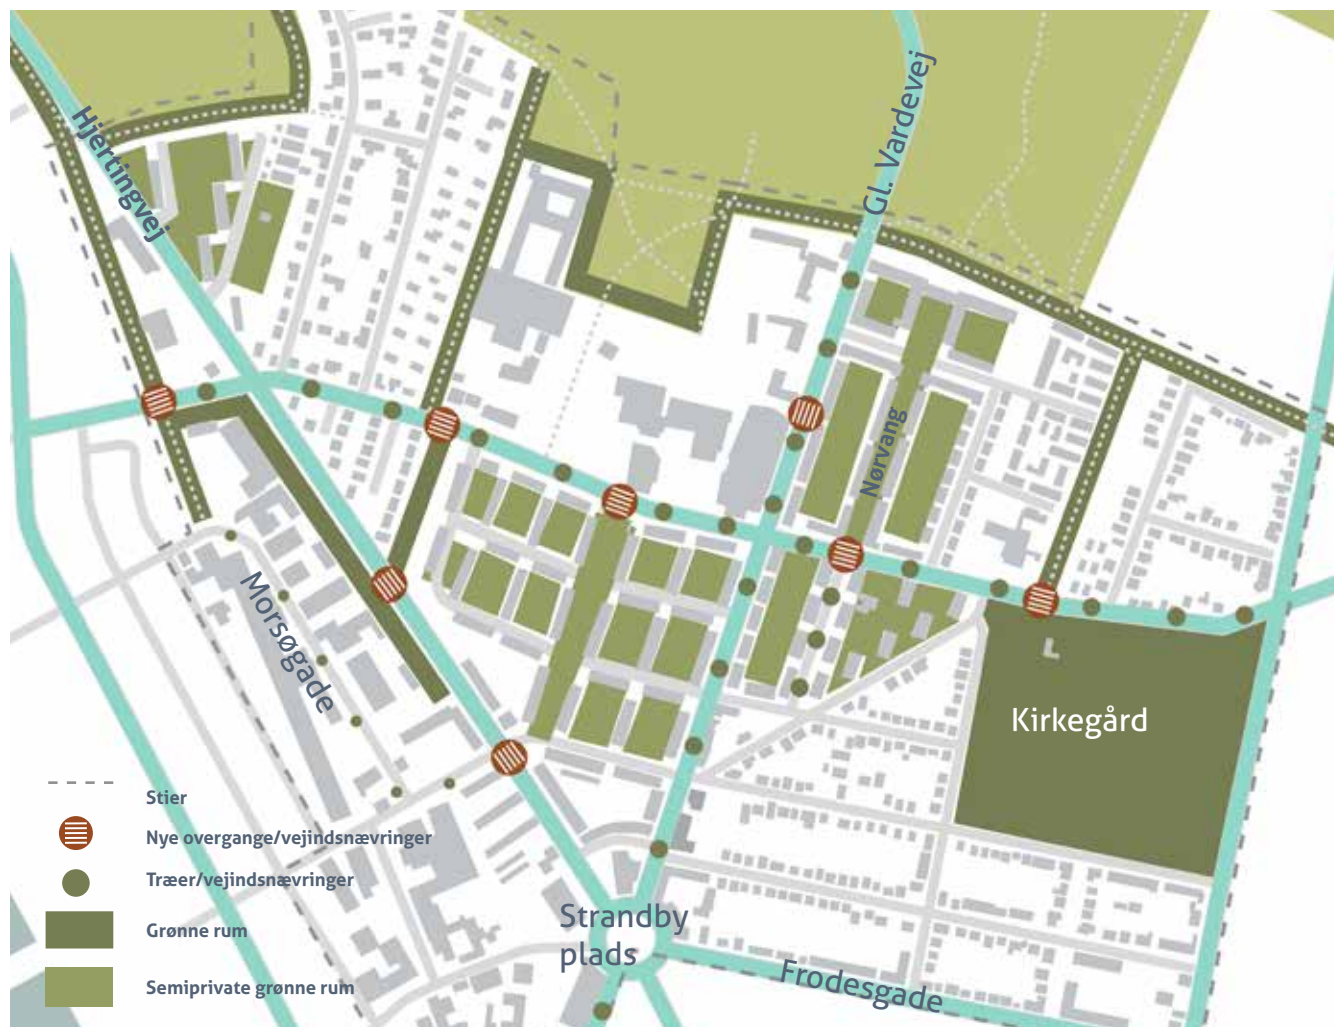 Hjertingvej
Gl. Vardevej
Nørvang
Morsøgade
Kirkegård
Stier
Nye overgange/vejindsnævringer
Træer/vejindsnævringer
Grønne rum
Semiprivate grønne rum
Strandby
plads
Frodesgade